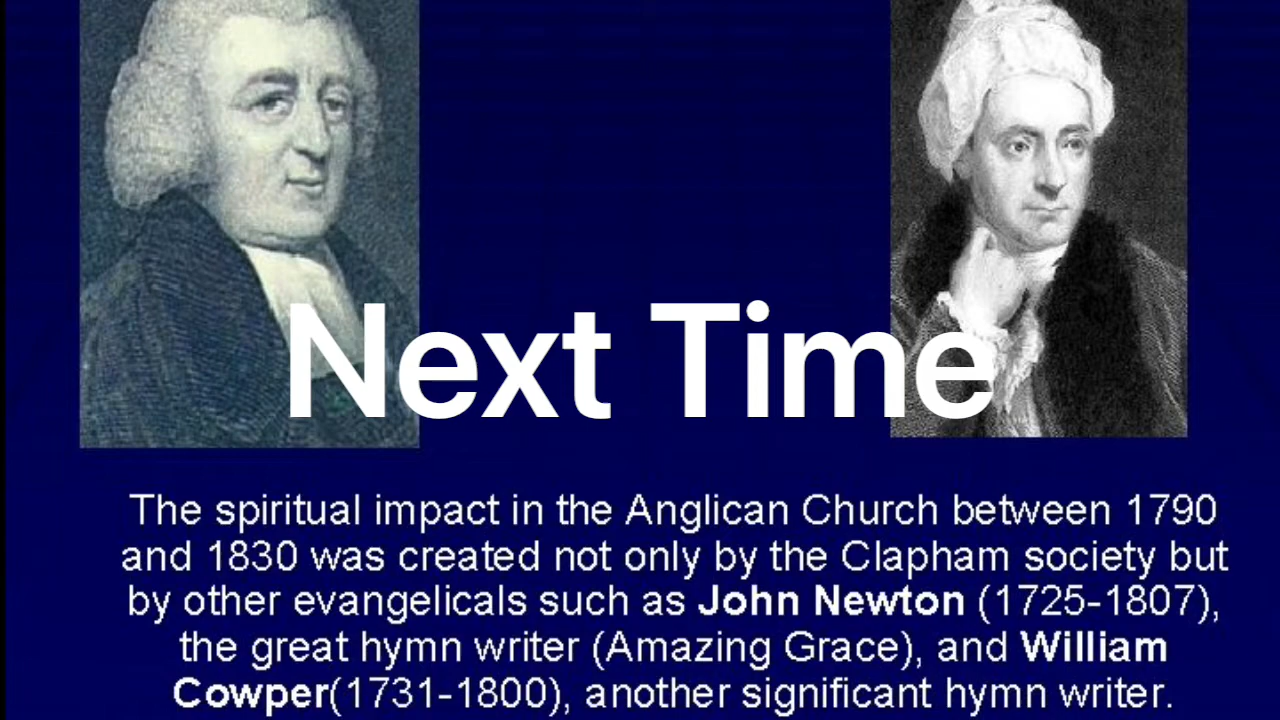 Next Time
The spiritual impact in the Anglican Church between 1790
and 1830 was created not only by the Clapham society but
by other evangelicals such as John Newton (1725-1807),
the great hymn writer (Amazing Grace), and William
Cowper(1731-1800), another significant hymn writer.